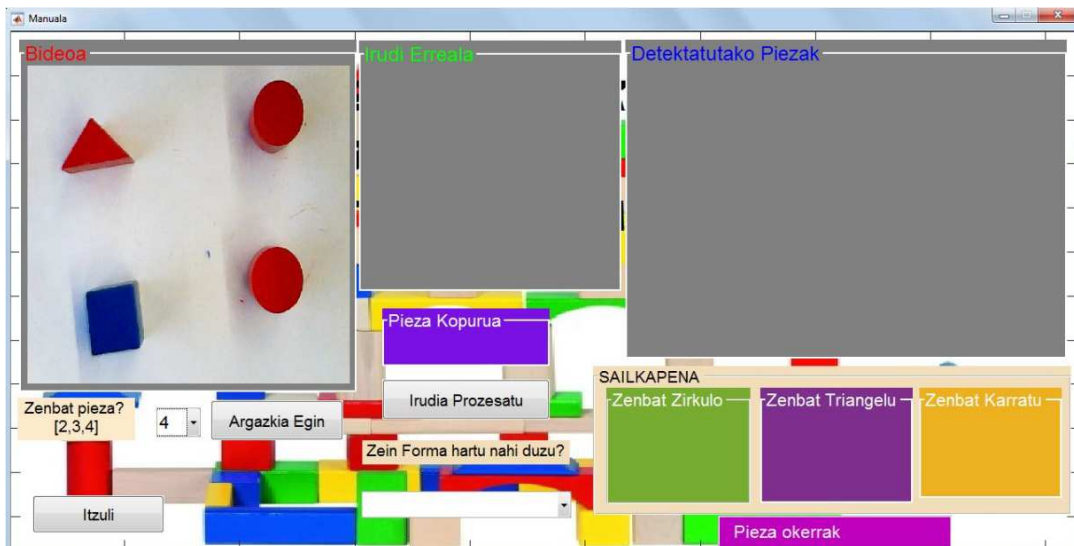 Manuala
Bideoa
Irudi Erreala
Detektatutako Piezak
Pieza Kopurua
SAILKAPENA
Zenbat Zirkulo
Zenbat Triangelu
Zenbat Karratu
Zenbat pieza?
[2,3,4]
4
Argazkia Egin
Irudia Prozesatu
Zein Forma hartu nahi duzu?
Itzuli
Pieza okerrak